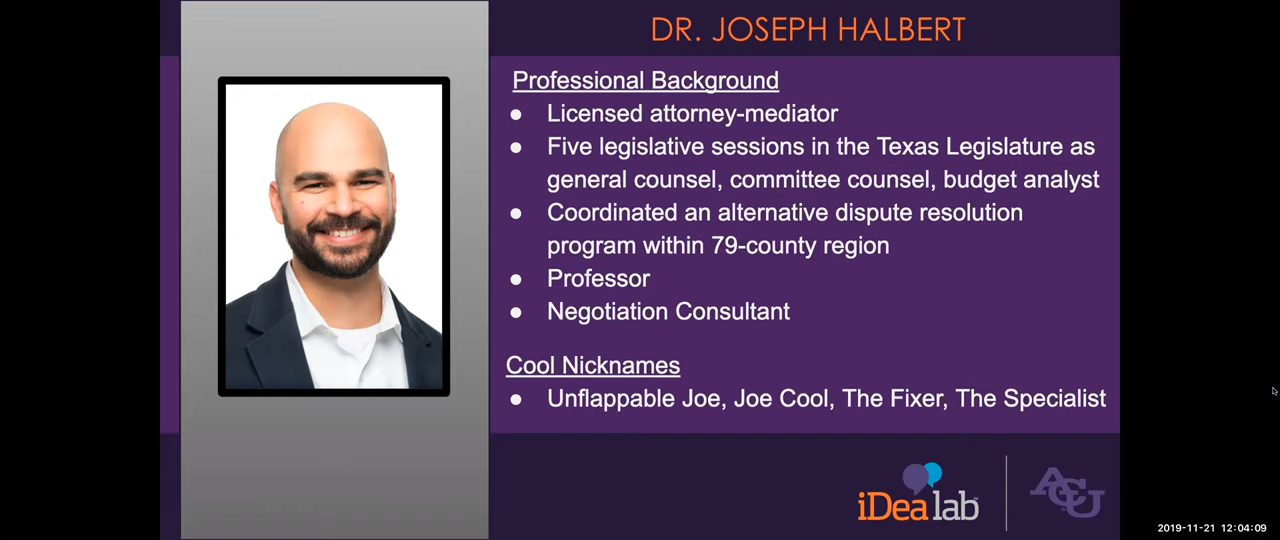 DR. JOSEPH HALBERT
Professional Background
● Licensed attorney-mediator
● Five legislative sessions in the Texas Legislature as
general counsel, committee counsel, budget analyst
● Coordinated an alternative dispute resolution
program within 79-county region
● Professor
● Negotiation Consultant
Cool Nicknames
● Unflappable Joe, Joe Cool, The Fixer, The Specialist
iDea lab
ACU
2019-11-21 12:04:09